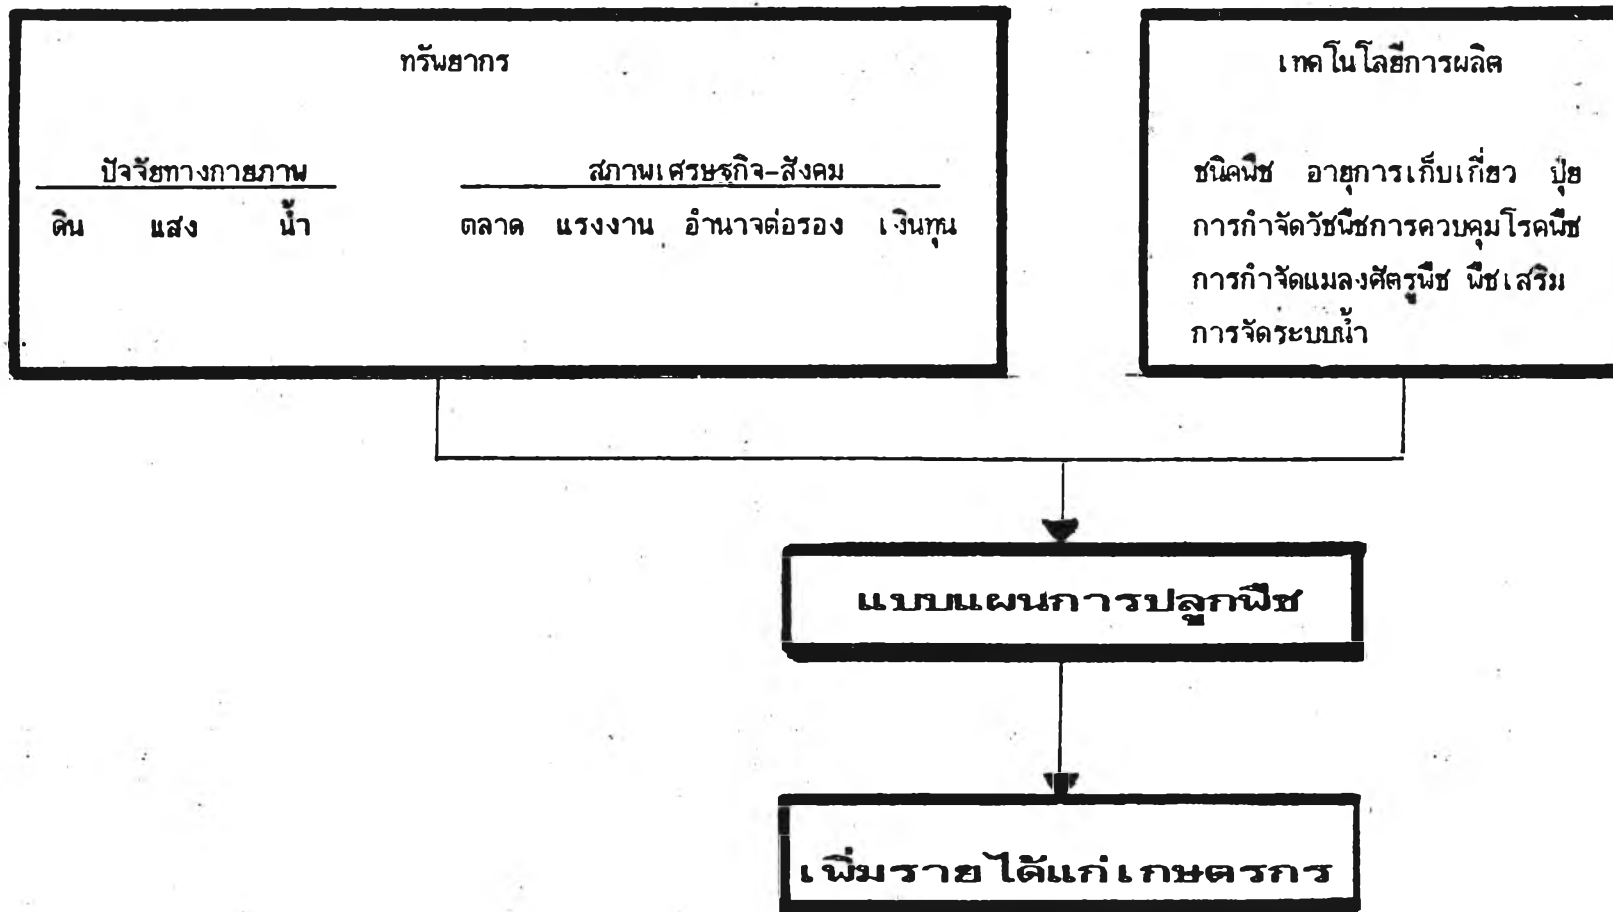 ทรัพยากร
ปัจจัยทางกายภาพ สภาพเศรษฐกิจ-สังคม
ดิน แสง น้ำ ตลาด แรงงาน อำนาจต่อรอง เงินทุน
เทคโนโลยีการผลิต
ชนิดพืช อายุการเก็บเกี่ยว ปุ๋ย
การกำจัดวัชพืชการควบคุมโรคพืช
การกำจัดแมลงศัตรูพืช พืชเสริม
การจัดระบบน้ำ
แบบแผนการปลูกพืช
เพิ่มรายได้แก่เกษตรกร